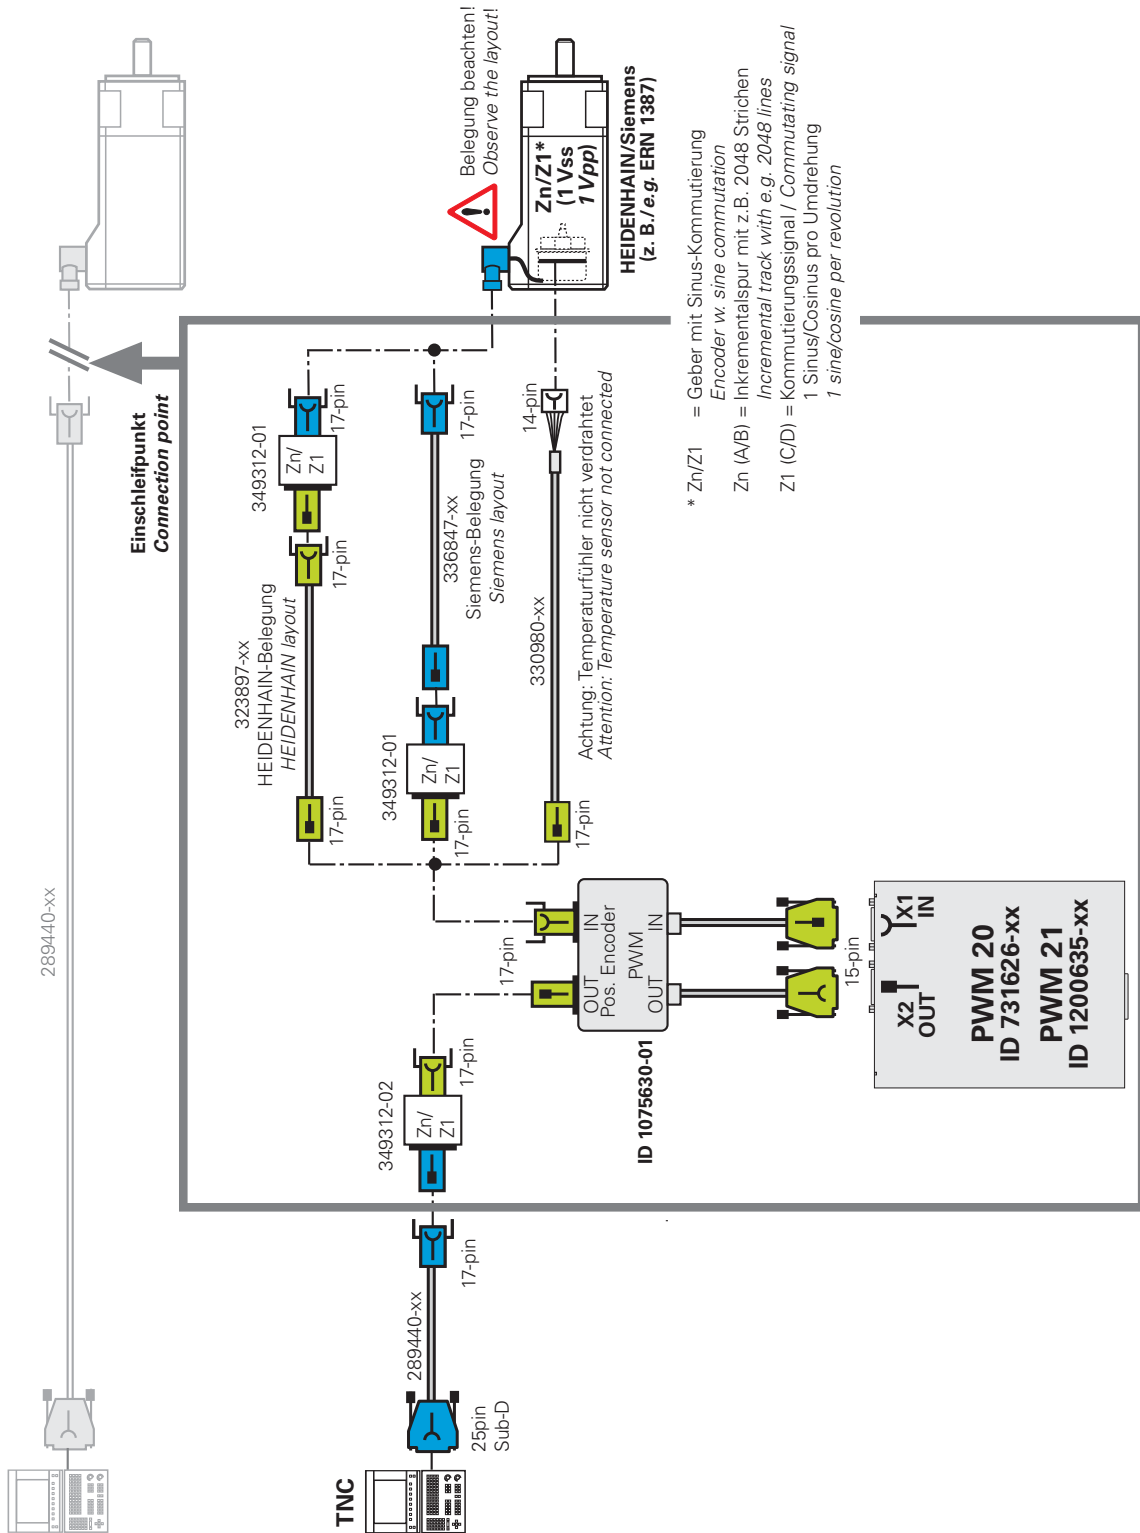 289440-xx
Einschleifpunkt
Connection point
Belegung beachten!
Observe the layout!
Zn/Z1*
(1 Vss
1 Vpp)
HEIDENHAIN/Siemens
(z. B./e.g. ERN 1387)
323897-xx
HEIDENHAIN-Belegung
HEIDENHAIN layout
17-pin
17-pin
349312-01
Zn/
Z1
17-pin
349312-01
Zn/
Z1
17-pin
336847-xx
Siemens-Belegung
Siemens layout
17-pin
330980-xx
17-pin
14-pin
Achtung: Temperaturfühler nicht verdrahtet
Attention: Temperature sensor not connected
* Zn/Z1 = Geber mit Sinus-Kommutierung
Encoder w. sine commutation
Zn (A/B) = Inkrementalspur mit z.B. 2048 Strichen
Incremental track with e.g. 2048 lines
Z1 (C/D) = Kommutierungssignal / Commutating signal
1 Sinus/Cosinus pro Umdrehung
1 sine/cosine per revolution
TNC
25pin
Sub-D
289440-xx
17-pin
349312-02
Zn/
Z1
17-pin
17-pin
OUT IN
Pos. Encoder
PWM
OUT IN
ID 1075630-01
15-pin
X2
OUT
X1
IN
PWM 20
ID 731626-xx
PWM 21
ID 1200635-xx